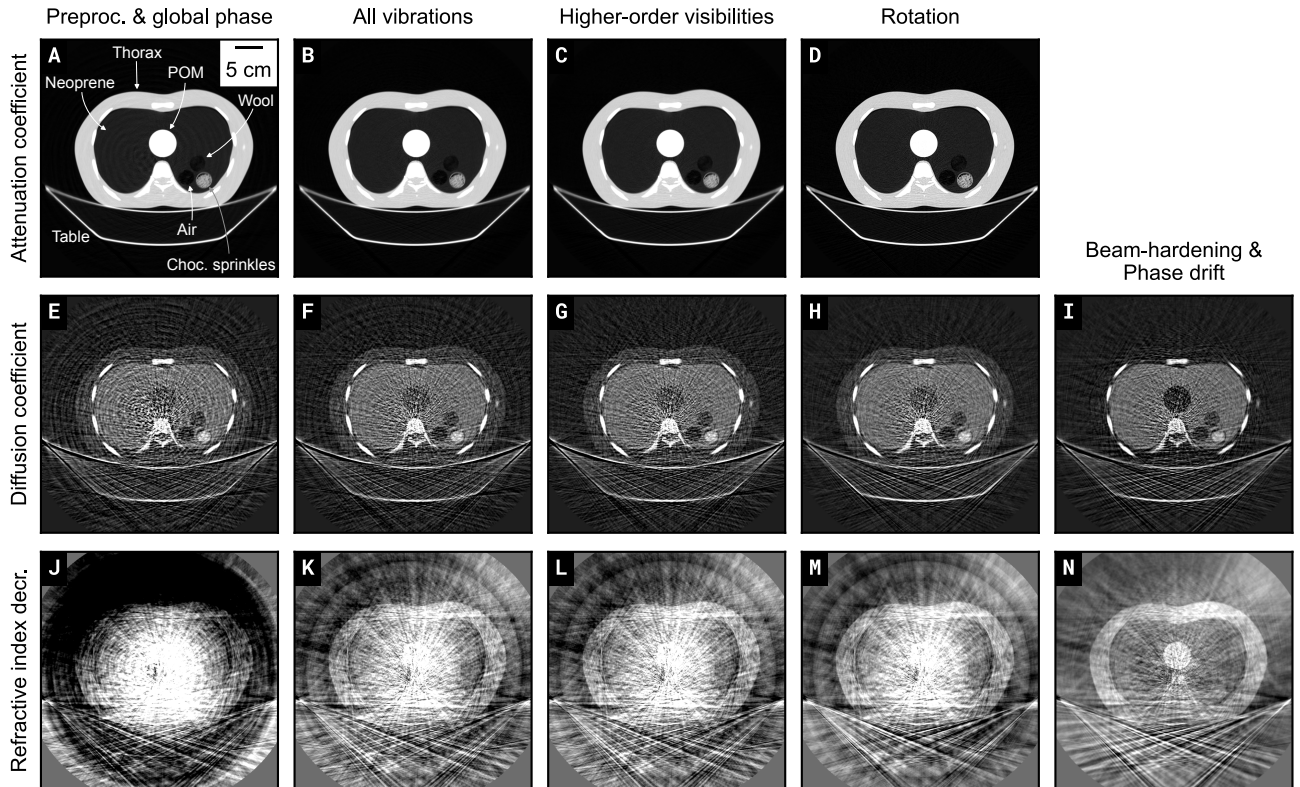 Preproc. & global phase
All vibrations
Higher-order visibilities
Rotation
Attenuation coefficient
A
Thorax
5 cm
POM
Neoprene
Wool
Table
Air
Choc. sprinkles
B
C
D
Beam-hardening &
Phase drift
Diffusion coefficient
E
F
G
H
I
Refractive index decr.
J
K
L
M
N